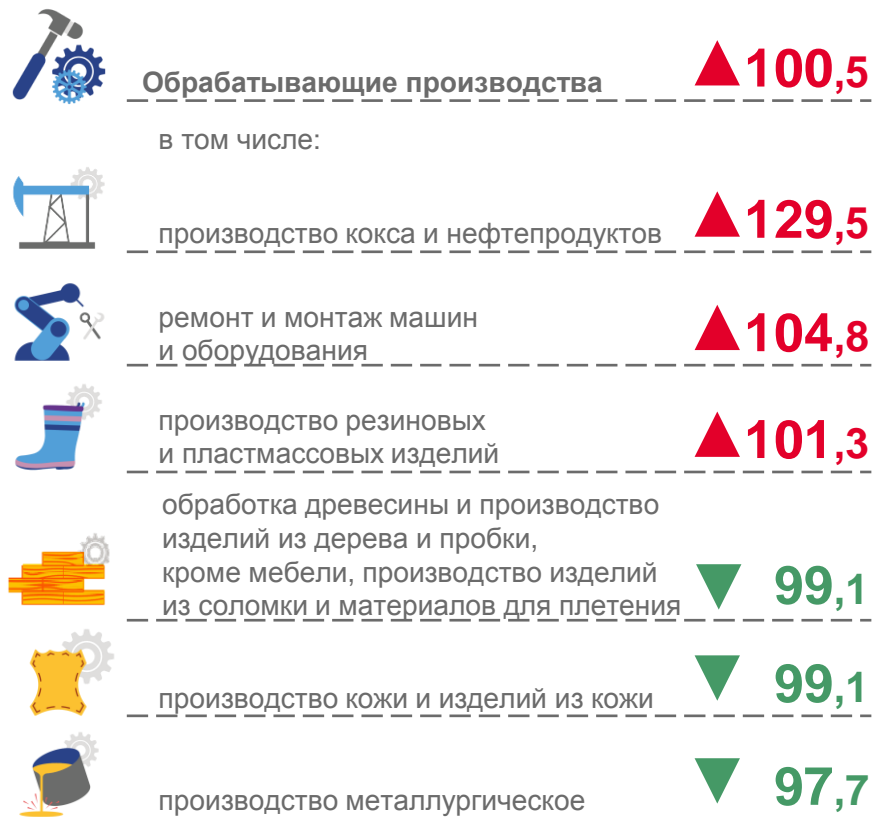 Обрабатывающие производства ▲100,5
в том числе:
производство кокса и нефтепродуктов ▲129,5
ремонт и монтаж машин
и оборудования ▲104,8
производство резиновых
и пластмассовых изделий ▲101,3
обработка древесины и производство
изделий из дерева и пробки,
кроме мебели, производство изделий
из соломки и материалов для плетения ▼ 99,1
производство кожи и изделий из кожи ▼ 99,1
производство металлургическое ▼ 97,7